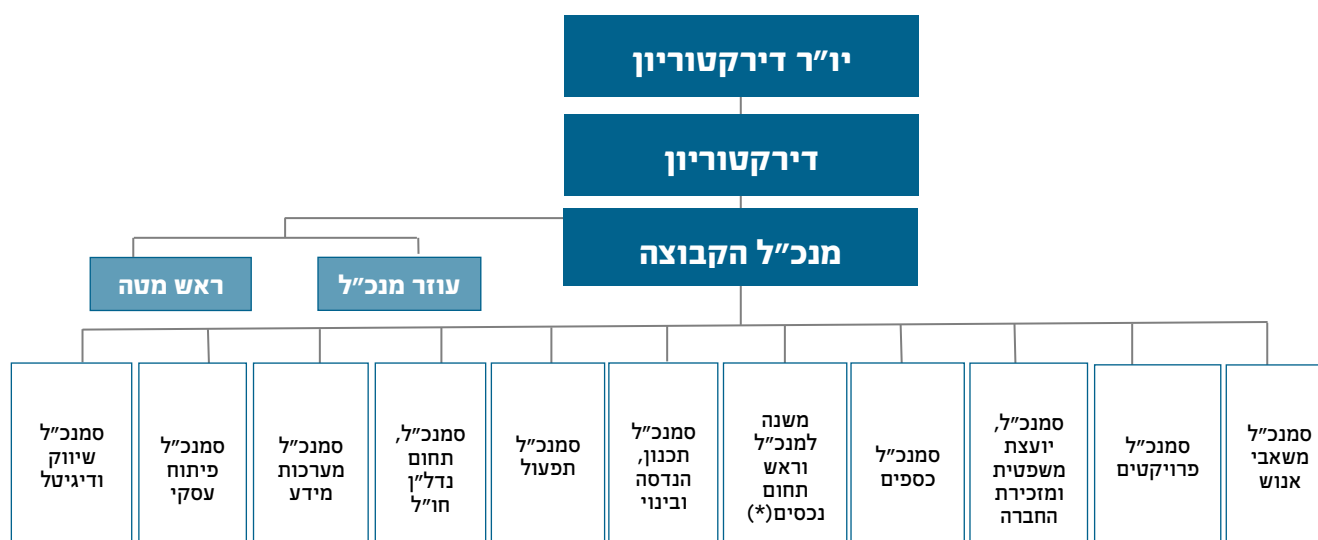 יו"ר דירקטוריון
דירקטוריון
מנכ"ל הקבוצה
עוזר מנכ"ל
ראש מטה
סמנכ"ל
משאבי
אנוש
סמנכ"ל
פרויקטים
סמנכ"ל,
יועצת
משפטית
ומזכירת
החברה
סמנכ"ל
כספים
משנה
למנכ"ל
וראש
תחום
נכסים(*)
סמנכ"ל
תכנון,
הנדסה
ובינוי
סמנכ"ל
תפעול
סמנכ"ל,
תחום
נדל"ן
חו"ל
סמנכ"ל
מערכות
מידע
סמנכ"ל
פיתוח
עסקי
סמנכ"ל
שיווק
ודיגיטל